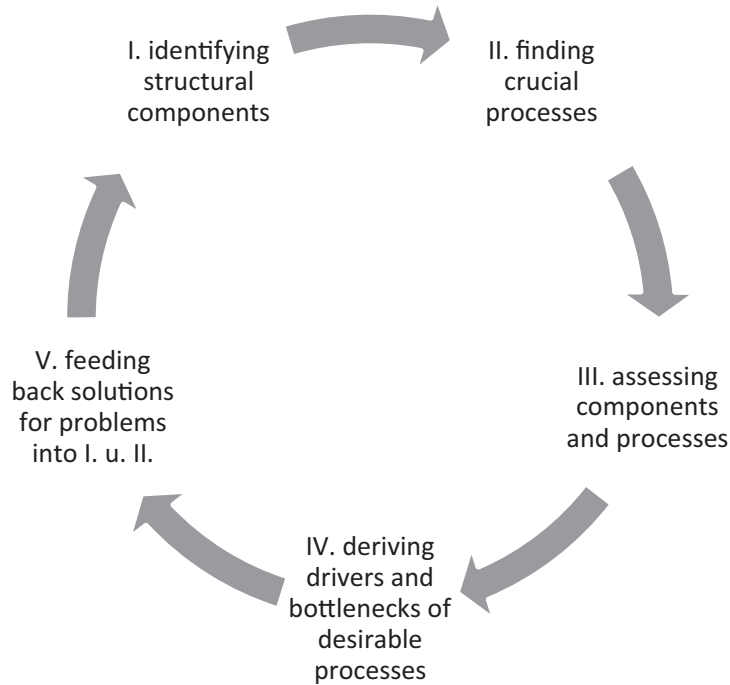 I. identifying
structural
components
II. finding
crucial
processes
III. assessing
components
and processes
IV. deriving
drivers and
bottlenecks of
desirable
processes
V. feeding
back solutions
for problems
into I. u. II.